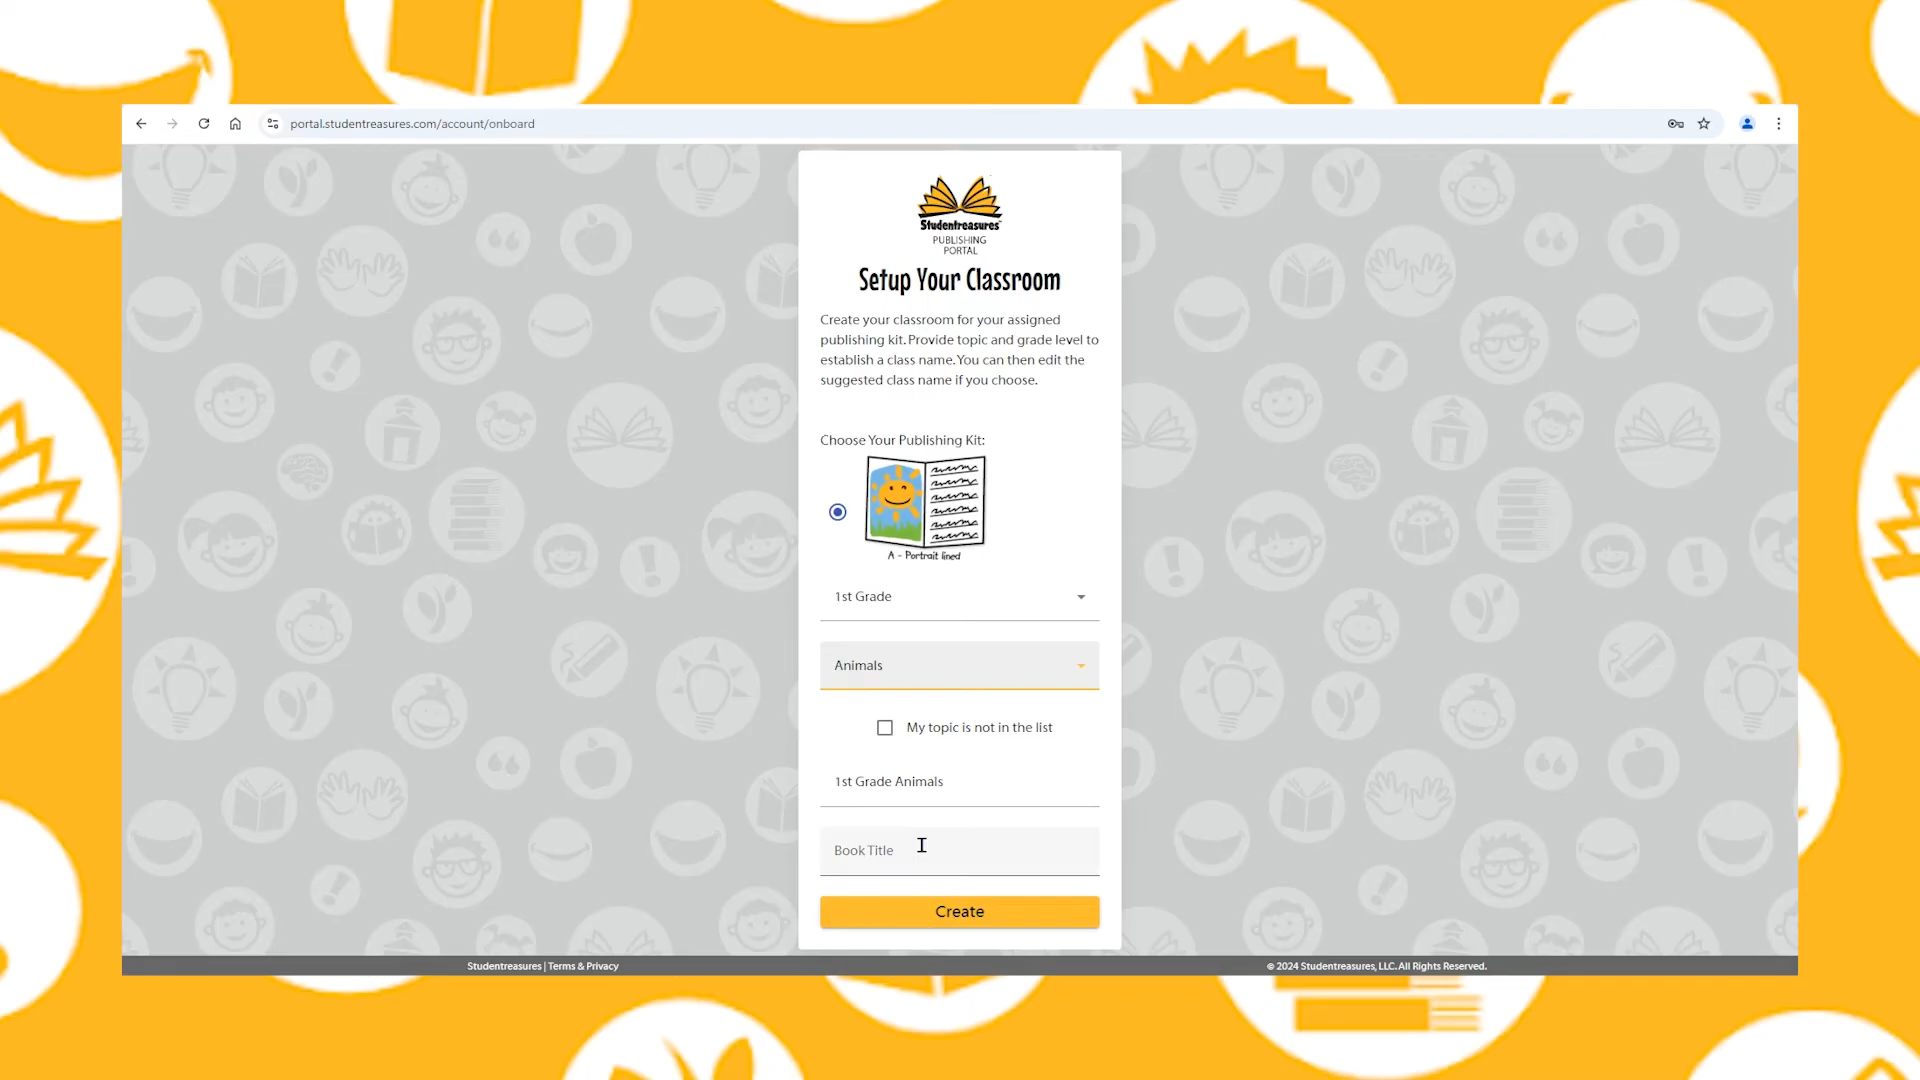 portal.studentreasures.com/account/onboard
Studentreasures
PUBLISHING
PORTAL
Setup Your Classroom
Create your classroom for your assigned
publishing kit. Provide topic and grade level to
establish a class name. You can then edit the
suggested class name if you choose.
Choose Your Publishing Kit:
A - Portrait lined
1st Grade
Animals
My topic is not in the list
1st Grade Animals
Book Title
Create
Studentreasures | Terms & Privacy
© 2024 Studentreasures, LLC. All Rights Reserved.